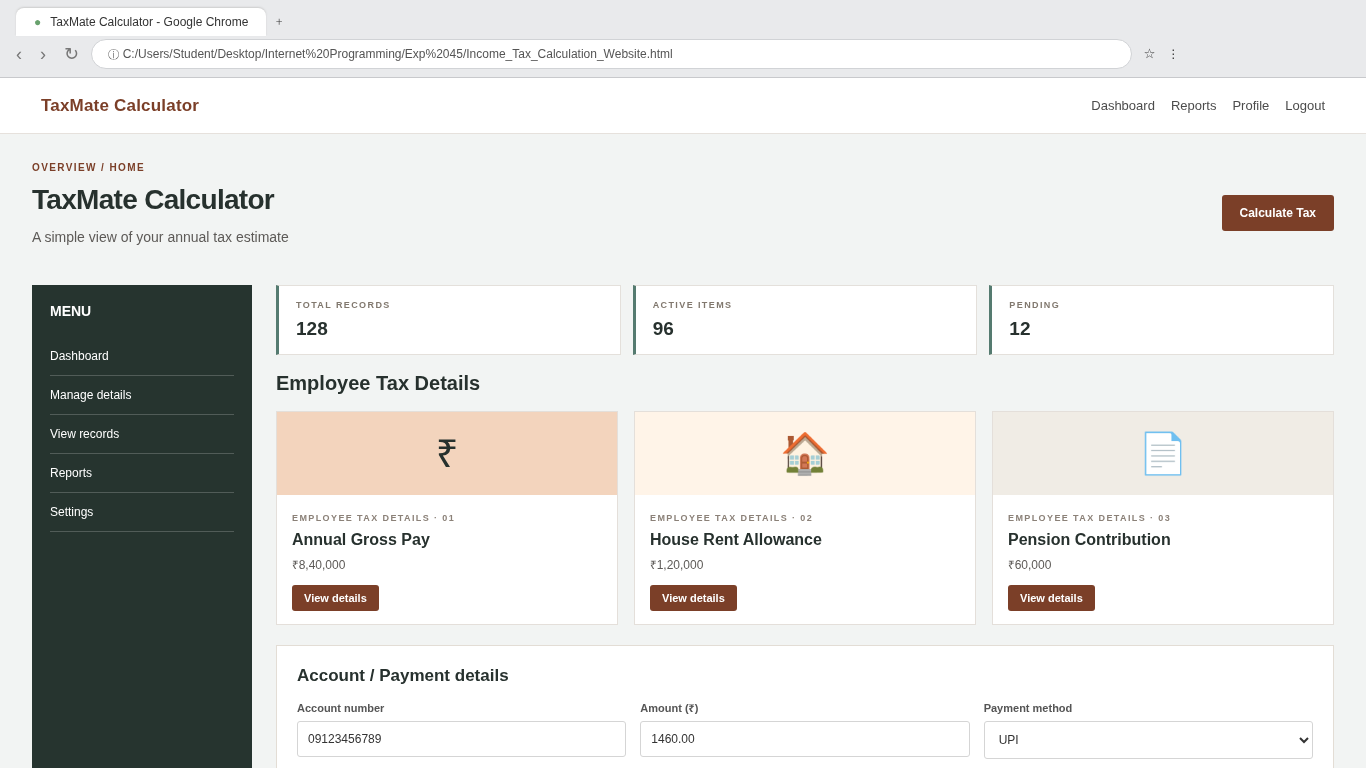 TaxMate Calculator - Google Chrome +
C:/Users/Student/Desktop/Internet%20Programming/Exp%2045/Income_Tax_Calculation_Website.html
TaxMate Calculator
Dashboard Reports Profile Logout
OVERVIEW / HOME
TaxMate Calculator
A simple view of your annual tax estimate
Calculate Tax
MENU
Dashboard
Manage details
View records
Reports
Settings
TOTAL RECORDS
128
ACTIVE ITEMS
96
PENDING
12
Employee Tax Details
₹
EMPLOYEE TAX DETAILS · 01
Annual Gross Pay
₹8,40,000
View details
EMPLOYEE TAX DETAILS · 02
House Rent Allowance
₹1,20,000
View details
EMPLOYEE TAX DETAILS · 03
Pension Contribution
₹60,000
View details
Account / Payment details
Account number
09123456789
Amount (₹)
1460.00
Payment method
UPI